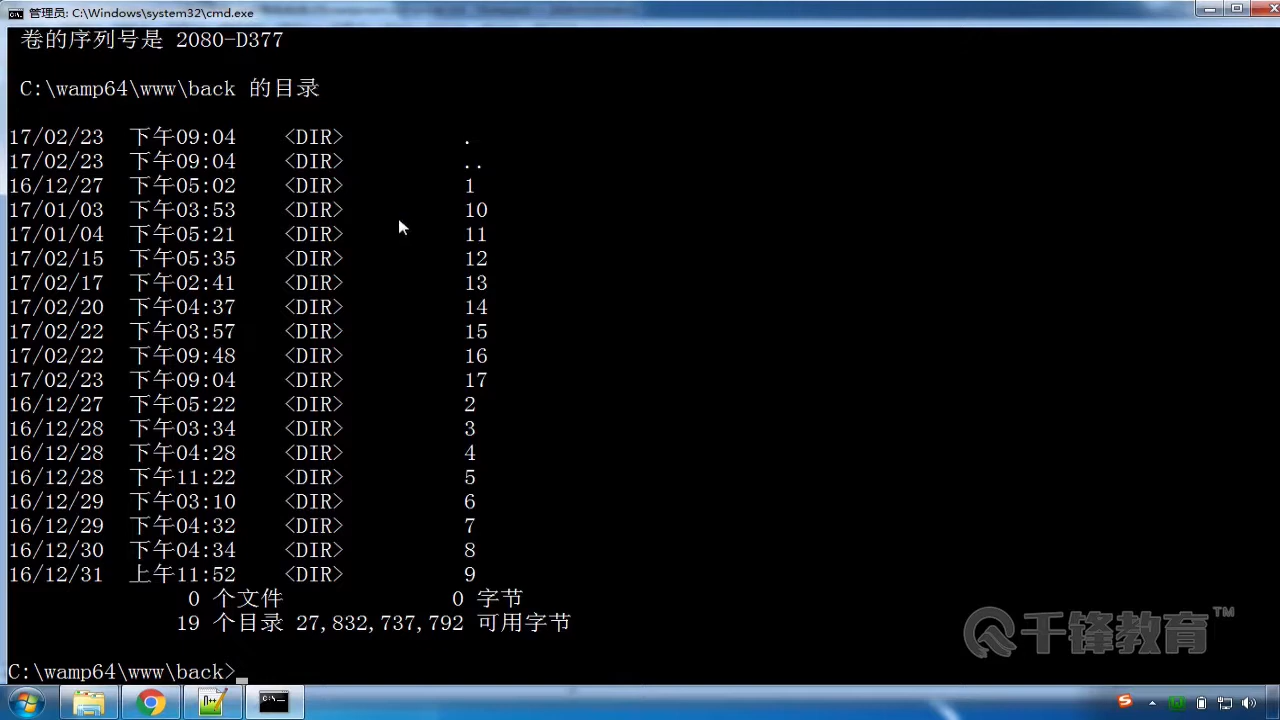 管理员: C:\Windows\system32\cmd.exe
卷的序列号是 2080-D377
C:\wamp64\www\back 的目录
17/02/23 下午09:04 <DIR> .
17/02/23 下午09:04 <DIR> ..
16/12/27 下午05:02 <DIR> 1
17/01/03 下午03:53 <DIR> 10
17/01/04 下午05:21 <DIR> 11
17/02/15 下午05:35 <DIR> 12
17/02/17 下午02:41 <DIR> 13
17/02/20 下午04:37 <DIR> 14
17/02/22 下午03:57 <DIR> 15
17/02/22 下午09:48 <DIR> 16
17/02/23 下午09:04 <DIR> 17
16/12/27 下午05:22 <DIR> 2
16/12/28 下午03:34 <DIR> 3
16/12/28 下午04:28 <DIR> 4
16/12/28 下午11:22 <DIR> 5
16/12/29 下午03:10 <DIR> 6
16/12/29 下午04:32 <DIR> 7
16/12/30 下午04:34 <DIR> 8
16/12/31 上午11:52 <DIR> 9
0 个文件 0 字节
19 个目录 27,832,737,792 可用字节
千锋教育™
C:\wamp64\www\back>